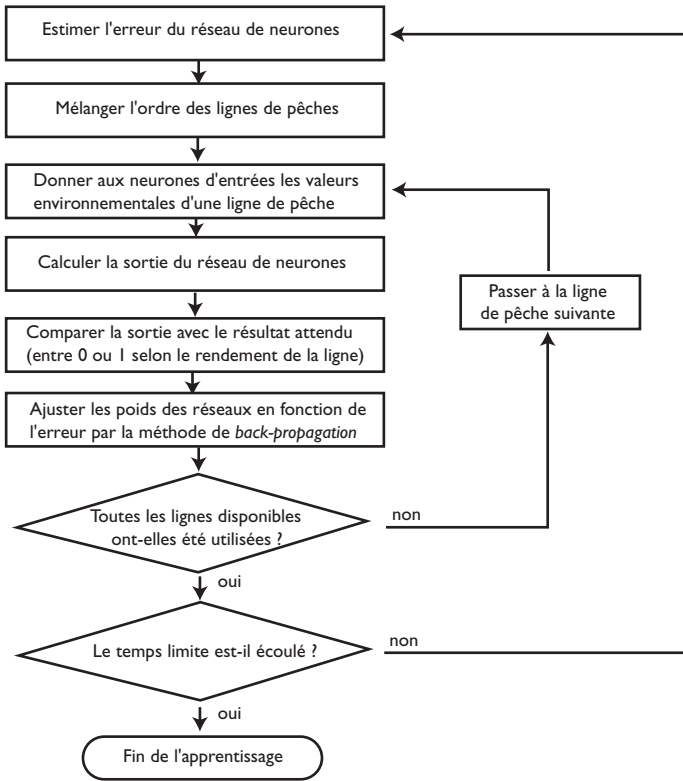 Estimer l'erreur du réseau de neurones
Mélanger l'ordre des lignes de pêches
Donner aux neurones d'entrées les valeurs
environnementales d'une ligne de pêche
Calculer la sortie du réseau de neurones
Passer à la ligne
de pêche suivante
Comparer la sortie avec le résultat attendu
(entre 0 ou 1 selon le rendement de la ligne)
Ajuster les poids des réseaux en fonction de
l'erreur par la méthode de back-propagation
Toutes les lignes disponibles
ont-elles été utilisées ?
non
oui
Le temps limite est-il écoulé ?
non
oui
Fin de l'apprentissage